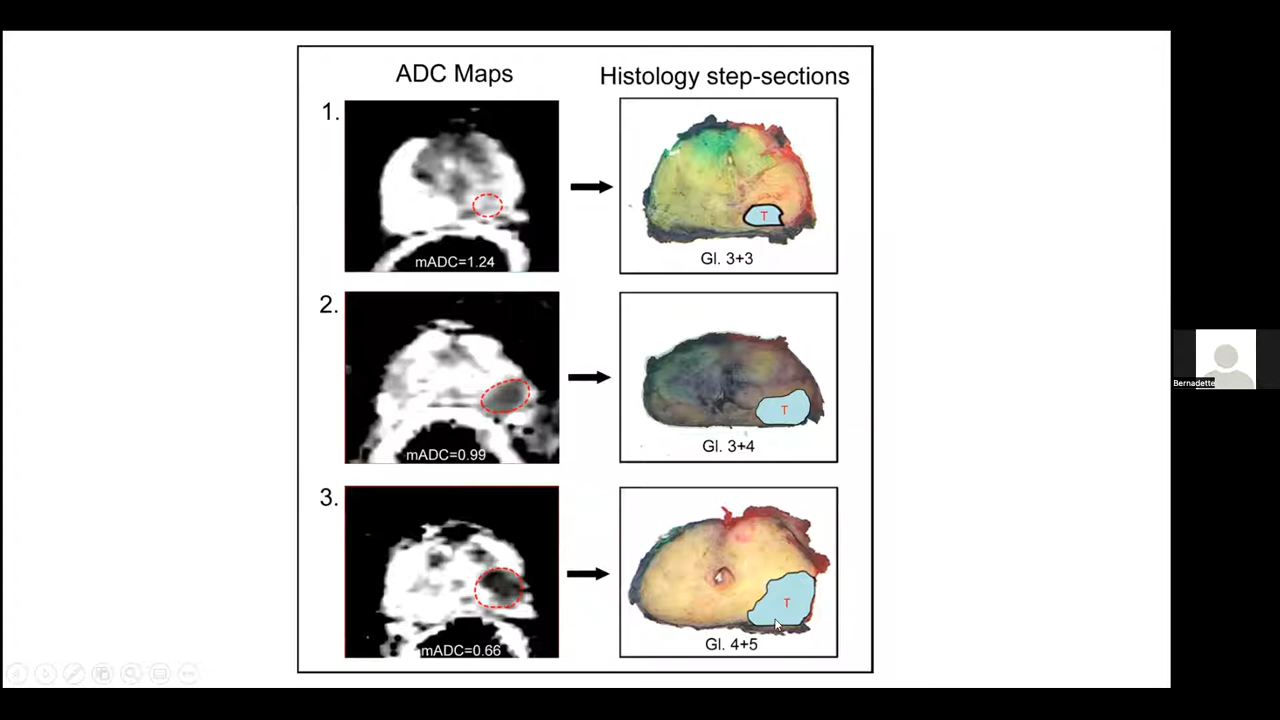 ADC Maps
Histology step-sections
1.
mADC=1.24
T
Gl. 3+3
2.
mADC=0.99
T
Gl. 3+4
3.
mADC=0.66
T
Gl. 4+5
Bernadette